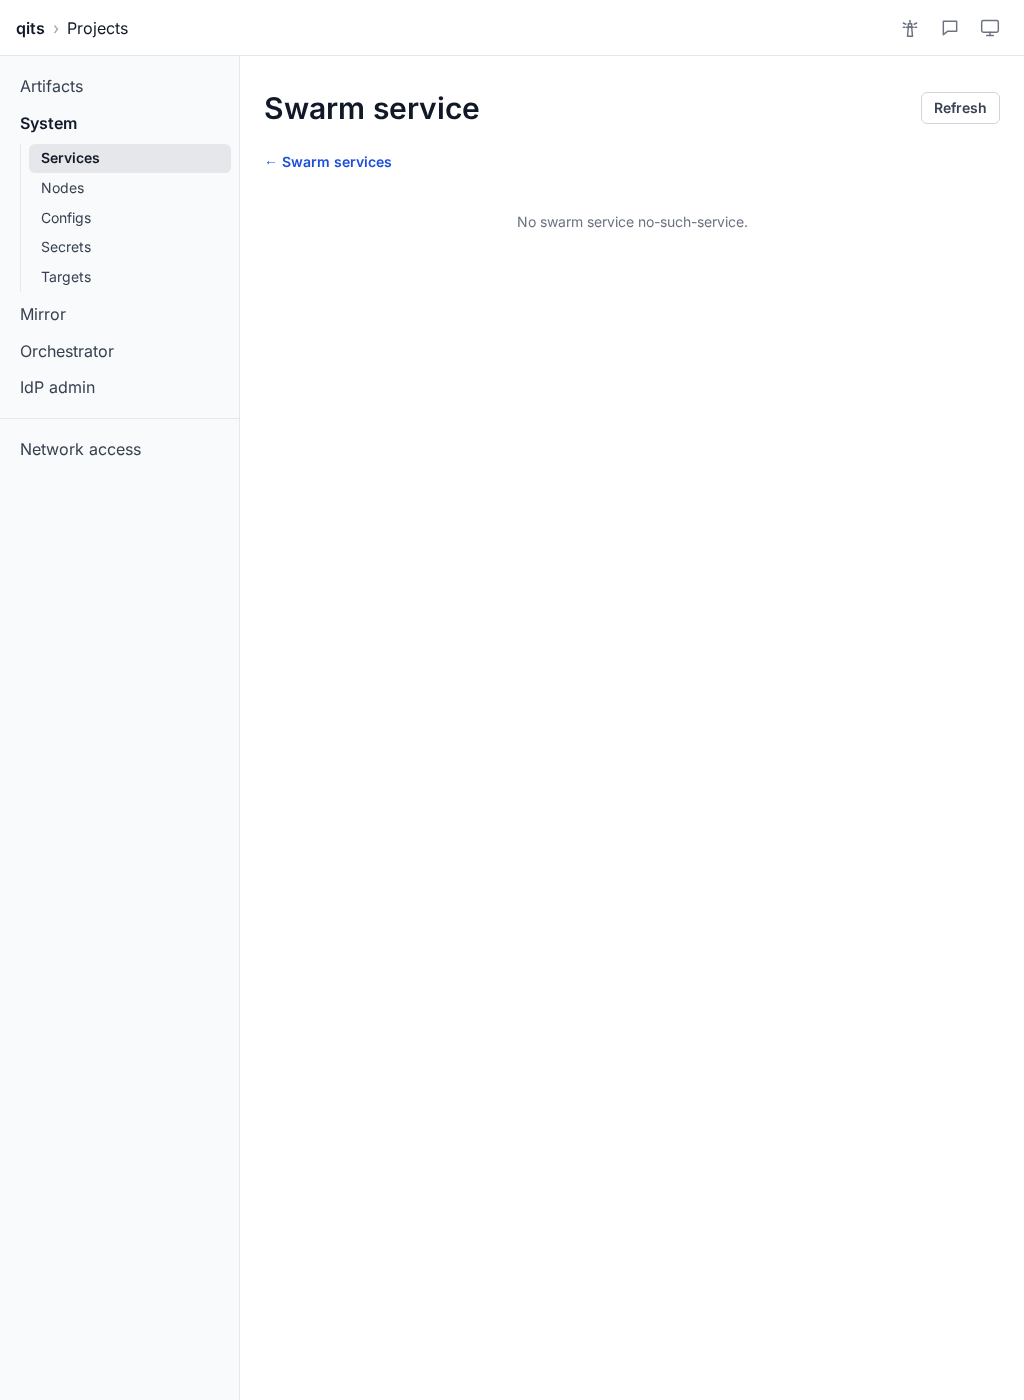 qits › Projects
Artifacts
System
Services
Nodes
Configs
Secrets
Targets
Mirror
Orchestrator
IdP admin
Network access
Swarm service
Refresh
← Swarm services
No swarm service no-such-service.